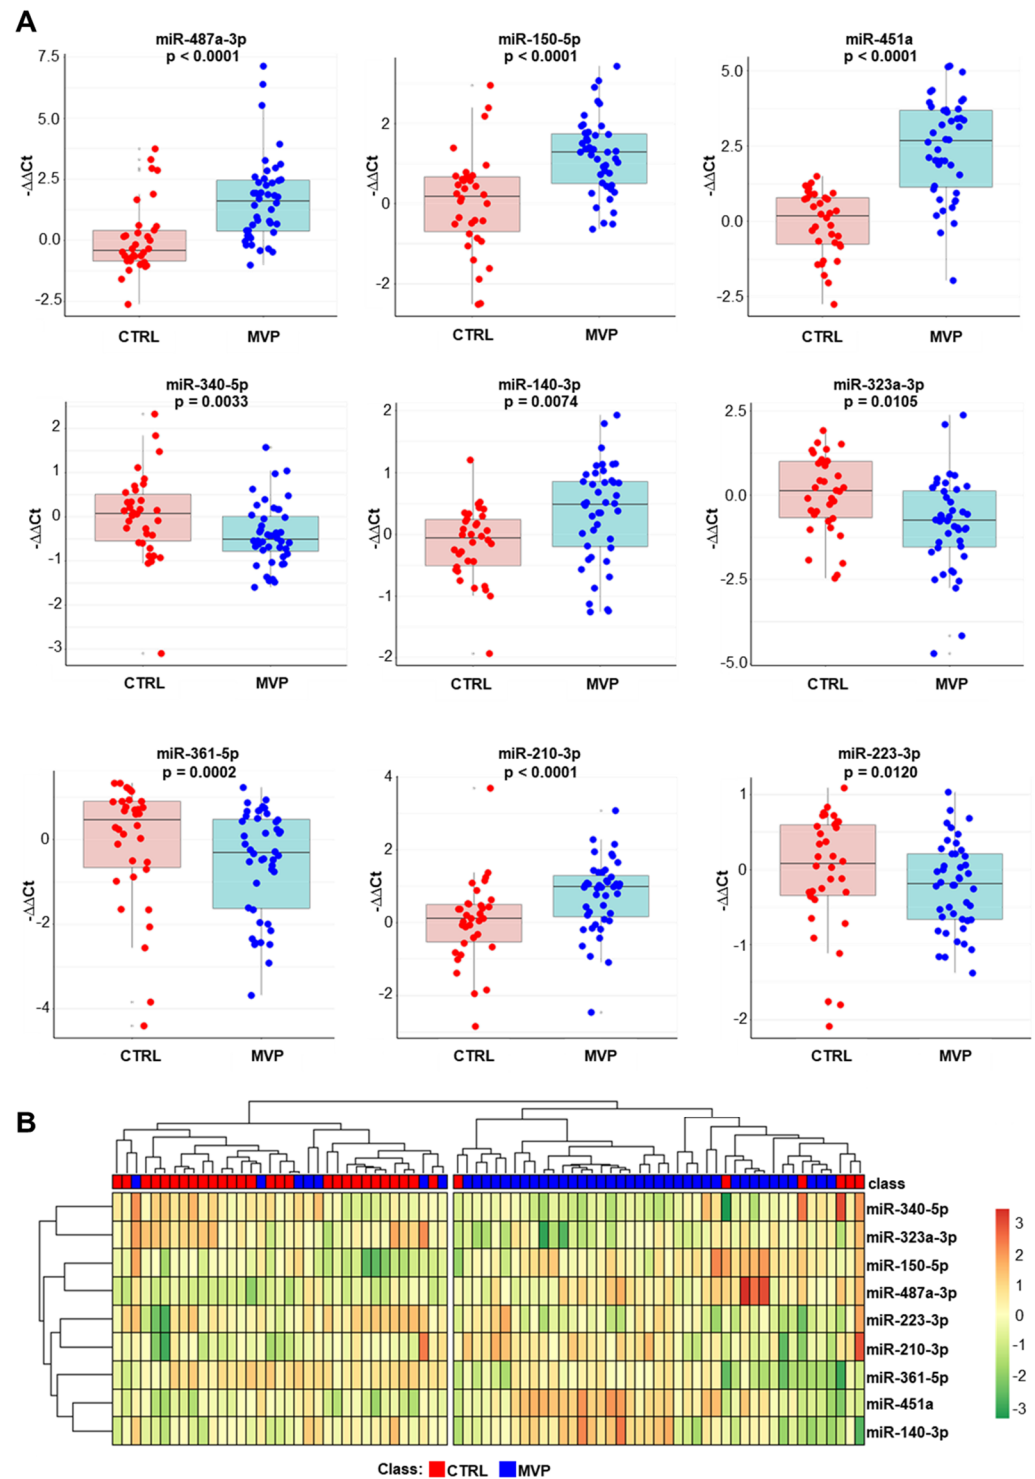 A
miR-487a-3p
p < 0.0001
7.5
5.0
2.5
0.0
-2.5
-ΔΔCt
CTRL
MVP
miR-150-5p
p < 0.0001
2
0
-2
-ΔΔCt
CTRL
MVP
miR-451a
p < 0.0001
5.0
2.5
0.0
-2.5
-ΔΔCt
CTRL
MVP
miR-340-5p
p = 0.0033
2
1
0
-1
-2
-3
-ΔΔCt
CTRL
MVP
miR-140-3p
p = 0.0074
2
1
0
-1
-2
-ΔΔCt
CTRL
MVP
miR-323a-3p
p = 0.0105
2.5
0.0
-2.5
-5.0
-ΔΔCt
CTRL
MVP
miR-361-5p
p = 0.0002
0
-2
-4
-ΔΔCt
CTRL
MVP
miR-210-3p
p < 0.0001
4
2
0
-2
-ΔΔCt
CTRL
MVP
miR-223-3p
p = 0.0120
1
0
-1
-2
-ΔΔCt
CTRL
MVP
B
class
miR-340-5p
miR-323a-3p
miR-150-5p
miR-487a-3p
miR-223-3p
miR-210-3p
miR-361-5p
miR-451a
miR-140-3p
3
2
1
0
-1
-2
-3
Class: CTRL MVP